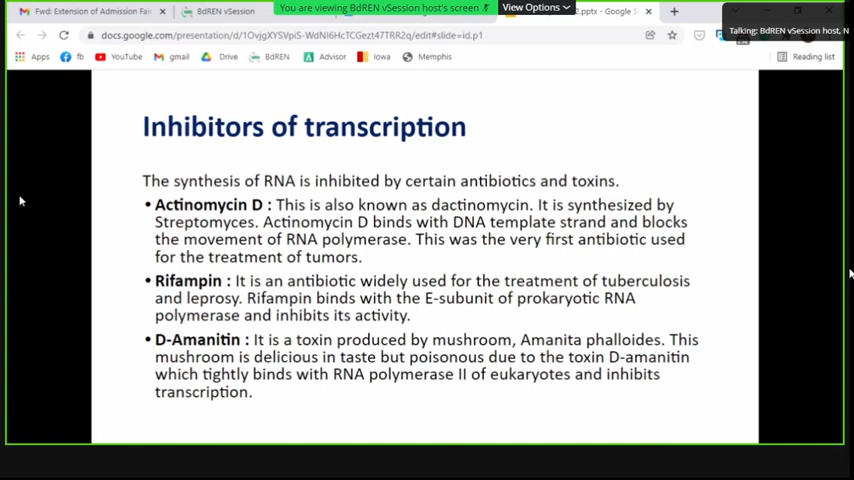 Fwd: Extension of Admission Fai
BdREN vSession
You are viewing BdREN vSession host's screen
View Options
2.pptx - Google S
Talking: BdREN vSession host, N
docs.google.com/presentation/d/1OvjgXYSVpiS-WdNI6HcTCGezt47TRR2q/edit#slide=id.p1
Apps
fb
YouTube
gmail
Drive
BdREN
Advisor
Iowa
Memphis
Reading list
Inhibitors of transcription
The synthesis of RNA is inhibited by certain antibiotics and toxins.
• Actinomycin D : This is also known as dactinomycin. It is synthesized by
Streptomyces. Actinomycin D binds with DNA template strand and blocks
the movement of RNA polymerase. This was the very first antibiotic used
for the treatment of tumors.
• Rifampin : It is an antibiotic widely used for the treatment of tuberculosis
and leprosy. Rifampin binds with the E-subunit of prokaryotic RNA
polymerase and inhibits its activity.
• D-Amanitin : It is a toxin produced by mushroom, Amanita phalloides. This
mushroom is delicious in taste but poisonous due to the toxin D-amanitin
which tightly binds with RNA polymerase II of eukaryotes and inhibits
transcription.